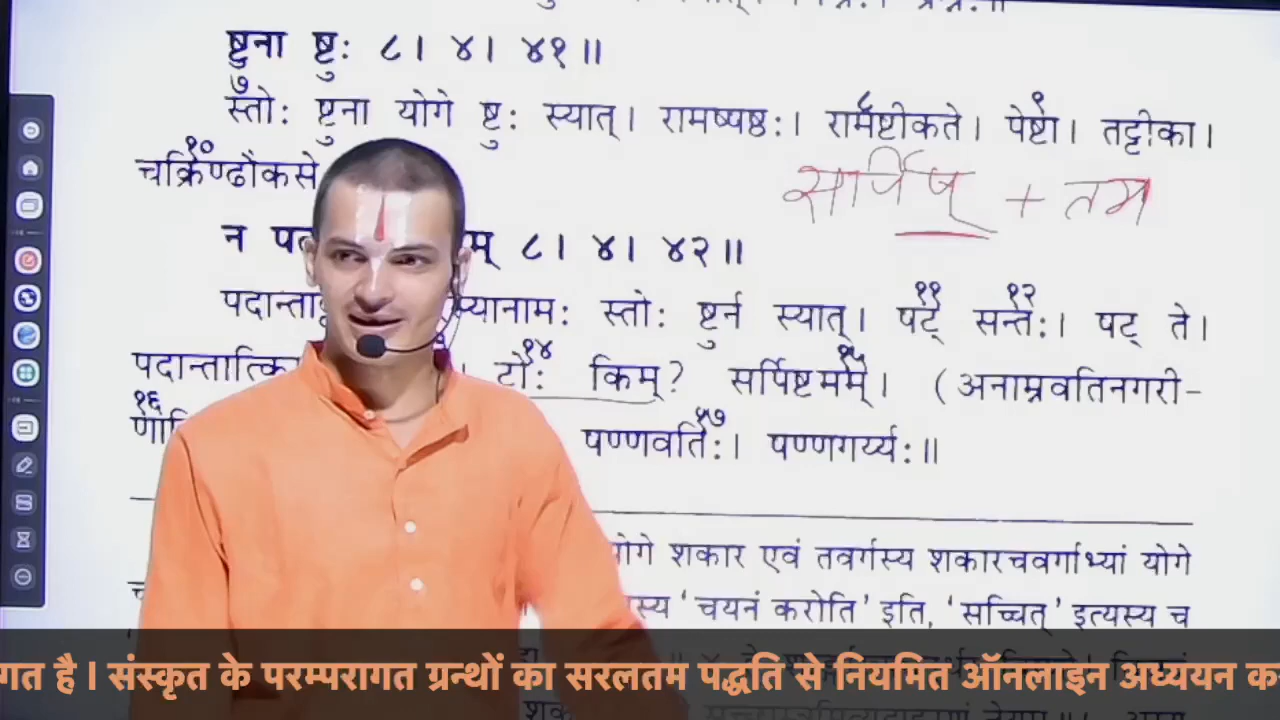 ष्टुना ष्टुः ८। ४। ४१॥
स्तोः ष्टुना योगे ष्टुः स्यात्। रामष्षष्ठः। रामष्टीकते। पेष्टा। तट्टीका।
चक्रिण्ढौकसे
सर्पिष् + तम
न म् ८। ४। ४२॥
स्तोः ष्टुर्न स्यात्। षट् सन्तः। षट् ते।
टोः किम्? सर्पिष्टमम्। (अनाम्नवतिनगरी-
षण्णवतिः। षण्णगर्य्यः॥
योगे शकार एवं तवर्गस्य शकारचवर्गाभ्यां योगे
स्य 'चयनं करोति' इति, 'सच्चित्' इत्यस्य च
गत है । संस्कृत के परम्परागत ग्रन्थों का सरलतम पद्धति से नियमित ऑनलाइन अध्ययन क